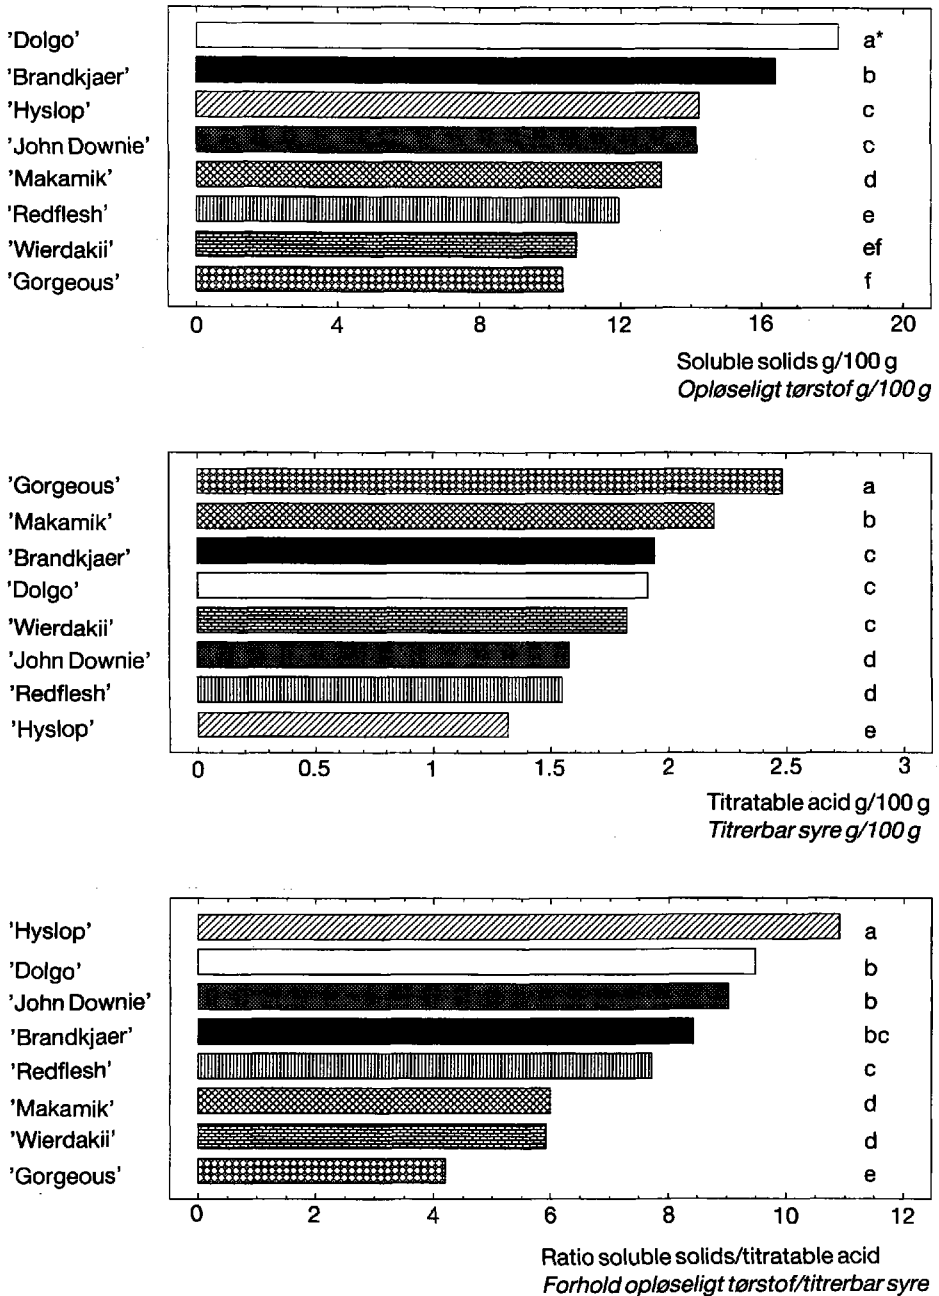 'Dolgo' a*
'Brandkjaer' b
'Hyslop' c
'John Downie' c
'Makamik' d
'Redflesh' e
'Wierdakii' ef
'Gorgeous' f
0 4 8 12 16 20
Soluble solids g/100 g
Opløseligt tørstof g/100 g
'Gorgeous' a
'Makamik' b
'Brandkjaer' c
'Dolgo' c
'Wierdakii' c
'John Downie' d
'Redflesh' d
'Hyslop' e
0 0.5 1 1.5 2 2.5 3
Titratable acid g/100 g
Titrerbar syre g/100 g
'Hyslop' a
'Dolgo' b
'John Downie' b
'Brandkjaer' bc
'Redflesh' c
'Makamik' d
'Wierdakii' d
'Gorgeous' e
0 2 4 6 8 10 12
Ratio soluble solids/titratable acid
Forhold opløseligt tørstof/titrerbar syre